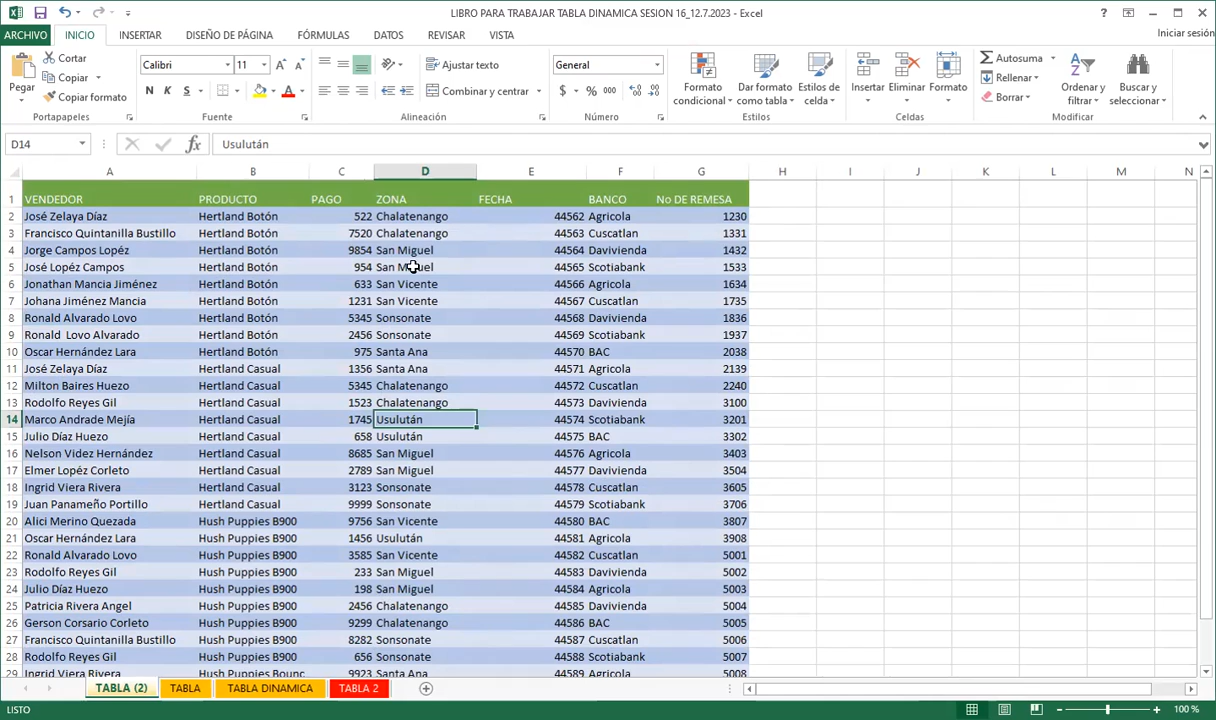 LIBRO PARA TRABAJAR TABLA DINAMICA SESION 16_12.7.2023 - Excel
ARCHIVO INICIO INSERTAR DISEÑO DE PÁGINA FÓRMULAS DATOS REVISAR VISTA Iniciar sesión
Pegar
Cortar
Copiar
Copiar formato
Portapapeles
Calibri 11
N K S
Fuente
Ajustar texto
Combinar y centrar
Alineación
General
$ % 000
Número
Formato condicional
Dar formato como tabla
Estilos de celda
Estilos
Insertar Eliminar Formato
Celdas
Autosuma
Rellenar
Borrar
Ordenar y filtrar
Buscar y seleccionar
Modificar
D14 fx Usulután
A B C D E F G H I J K L M N
1 VENDEDOR PRODUCTO PAGO ZONA FECHA BANCO No DE REMESA
2 José Zelaya Díaz Hertland Botón 522 Chalatenango 44562 Agricola 1230
3 Francisco Quintanilla Bustillo Hertland Botón 7520 Chalatenango 44563 Cuscatlan 1331
4 Jorge Campos Lopéz Hertland Botón 9854 San Miguel 44564 Davivienda 1432
5 José Lopéz Campos Hertland Botón 954 San Miguel 44565 Scotiabank 1533
6 Jonathan Mancia Jiménez Hertland Botón 633 San Vicente 44566 Agricola 1634
7 Johana Jiménez Mancia Hertland Botón 1231 San Vicente 44567 Cuscatlan 1735
8 Ronald Alvarado Lovo Hertland Botón 5345 Sonsonate 44568 Davivienda 1836
9 Ronald Lovo Alvarado Hertland Botón 2456 Sonsonate 44569 Scotiabank 1937
10 Oscar Hernández Lara Hertland Botón 975 Santa Ana 44570 BAC 2038
11 José Zelaya Díaz Hertland Casual 1356 Santa Ana 44571 Agricola 2139
12 Milton Baires Huezo Hertland Casual 5345 Chalatenango 44572 Cuscatlan 2240
13 Rodolfo Reyes Gil Hertland Casual 1523 Chalatenango 44573 Davivienda 3100
14 Marco Andrade Mejía Hertland Casual 1745 Usulután 44574 Scotiabank 3201
15 Julio Díaz Huezo Hertland Casual 658 Usulután 44575 BAC 3302
16 Nelson Videz Hernández Hertland Casual 8685 San Miguel 44576 Agricola 3403
17 Elmer Lopéz Corleto Hertland Casual 2789 San Miguel 44577 Davivienda 3504
18 Ingrid Viera Rivera Hertland Casual 3123 Sonsonate 44578 Cuscatlan 3605
19 Juan Panameño Portillo Hertland Casual 9999 Sonsonate 44579 Scotiabank 3706
20 Alici Merino Quezada Hush Puppies B900 9756 San Vicente 44580 BAC 3807
21 Oscar Hernández Lara Hush Puppies B900 1456 Usulután 44581 Agricola 3908
22 Ronald Alvarado Lovo Hush Puppies B900 3585 San Vicente 44582 Cuscatlan 5001
23 Rodolfo Reyes Gil Hush Puppies B900 233 San Miguel 44583 Davivienda 5002
24 Julio Díaz Huezo Hush Puppies B900 198 San Miguel 44584 Agricola 5003
25 Patricia Rivera Angel Hush Puppies B900 2456 Chalatenango 44585 Davivienda 5004
26 Gerson Corsario Corleto Hush Puppies B900 9299 Chalatenango 44586 BAC 5005
27 Francisco Quintanilla Bustillo Hush Puppies B900 8282 Sonsonate 44587 Cuscatlan 5006
28 Rodolfo Reyes Gil Hush Puppies B900 656 Sonsonate 44588 Scotiabank 5007
29 Ingrid Viera Rivera Hush Puppies Bounc 9923 Santa Ana 44589 Agricola 5008
TABLA (2) TABLA TABLA DINAMICA TABLA 2
LISTO 100 %